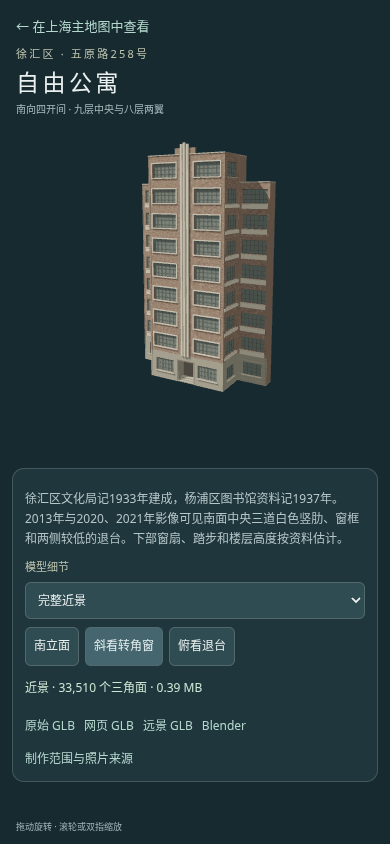 ← 在上海主地图中查看
徐汇区 · 五原路258号
自由公寓
南向四开间 · 九层中央与八层两翼
徐汇区文化局记1933年建成，杨浦区图书馆资料记1937年。
2013年与2020、2021年影像可见南面中央三道白色竖肋、窗框
和两侧较低的退台。下部窗扇、踏步和楼层高度按资料估计。
模型细节
完整近景
南立面 斜看转角窗 俯看退台
近景 · 33,510 个三角面 · 0.39 MB
原始 GLB 网页 GLB 远景 GLB Blender
制作范围与照片来源
拖动旋转 · 滚轮或双指缩放